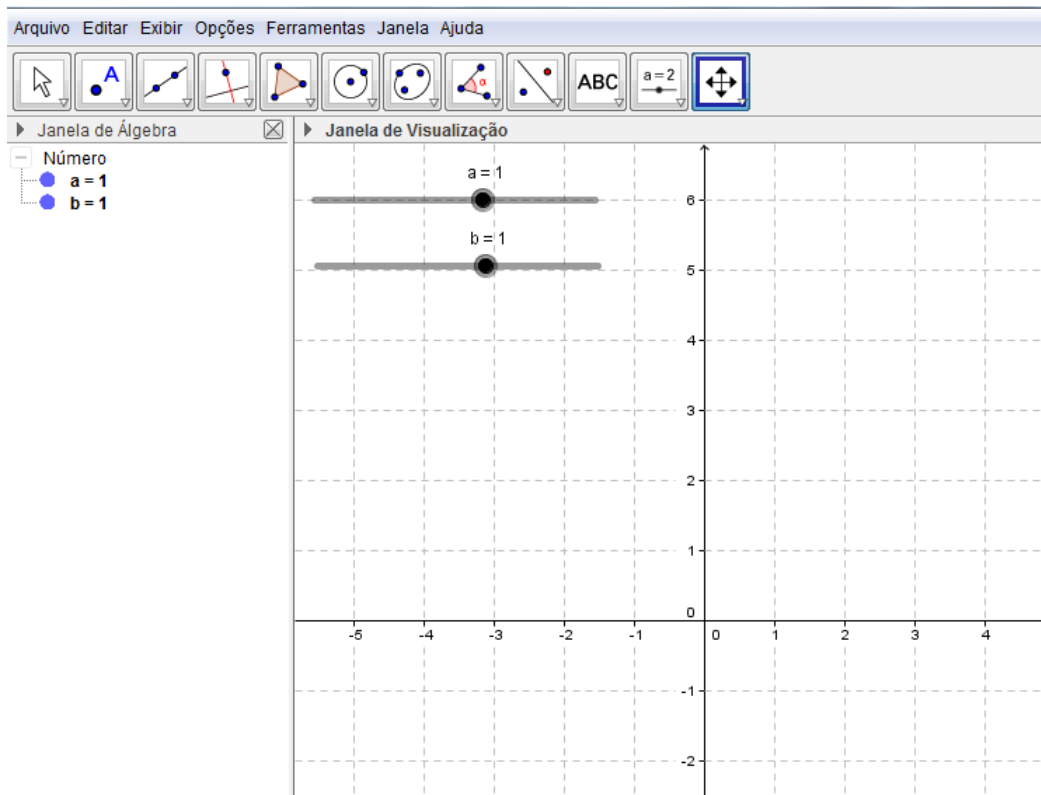 Arquivo Editar Exibir Opções Ferramentas Janela Ajuda
A
α
ABC
a = 2
Janela de Álgebra
Janela de Visualização
Número
a = 1
b = 1
a = 1
b = 1
6
5
4
3
2
1
0
-5 -4 -3 -2 -1 0 1 2 3 4
-1
-2